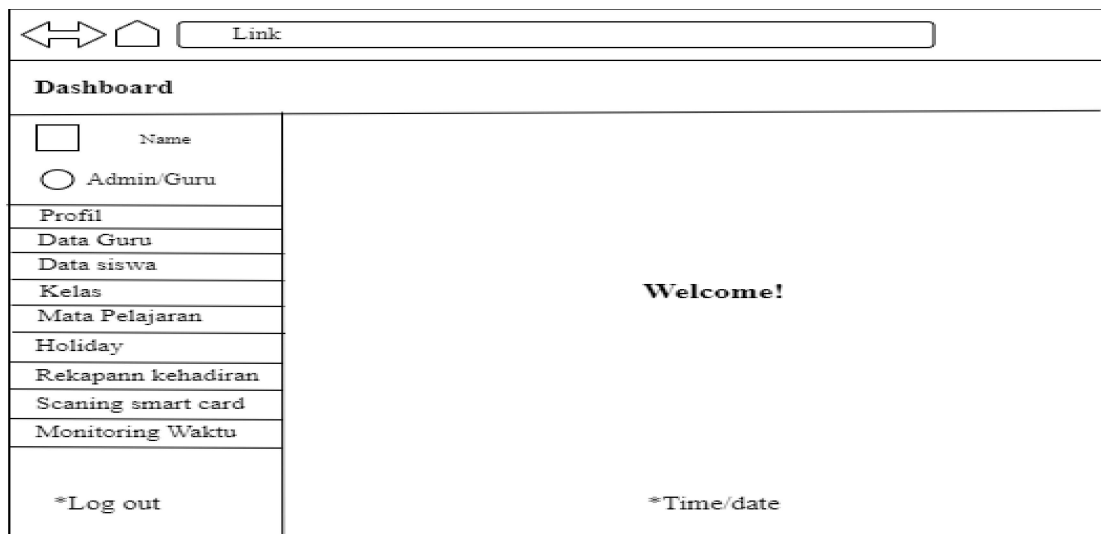 Link
Dashboard
Name
Admin/Guru
Profil
Data Guru
Data siswa
Kelas
Mata Pelajaran
Holiday
Rekapann kehadiran
Scaning smart card
Monitoring Waktu
*Log out
Welcome!
*Time/date